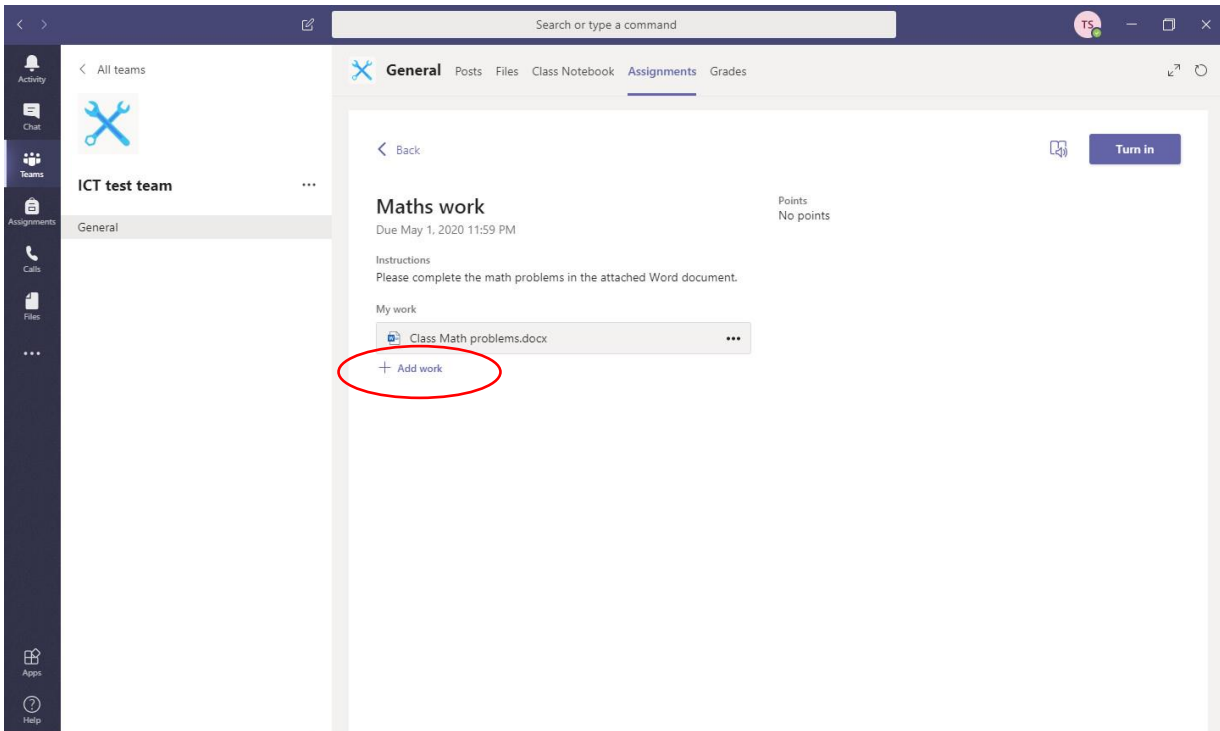 Search or type a command
TS
Activity
Chat
Teams
Assignments
Calls
Files
Apps
Help
All teams
ICT test team
General
General Posts Files Class Notebook Assignments Grades
Back
Turn in
Maths work
Due May 1, 2020 11:59 PM
Points
No points
Instructions
Please complete the math problems in the attached Word document.
My work
Class Math problems.docx
+ Add work